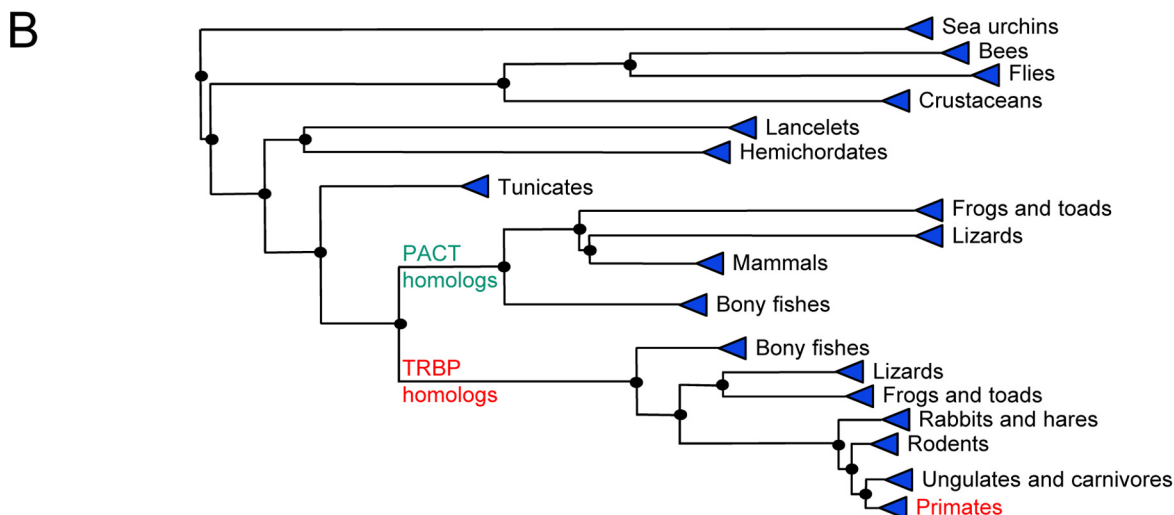 B
Sea urchins
Bees
Flies
Crustaceans
Lancelets
Hemichordates
Tunicates
Frogs and toads
Lizards
PACT
homologs
Mammals
Bony fishes
Bony fishes
TRBP
homologs
Lizards
Frogs and toads
Rabbits and hares
Rodents
Ungulates and carnivores
Primates